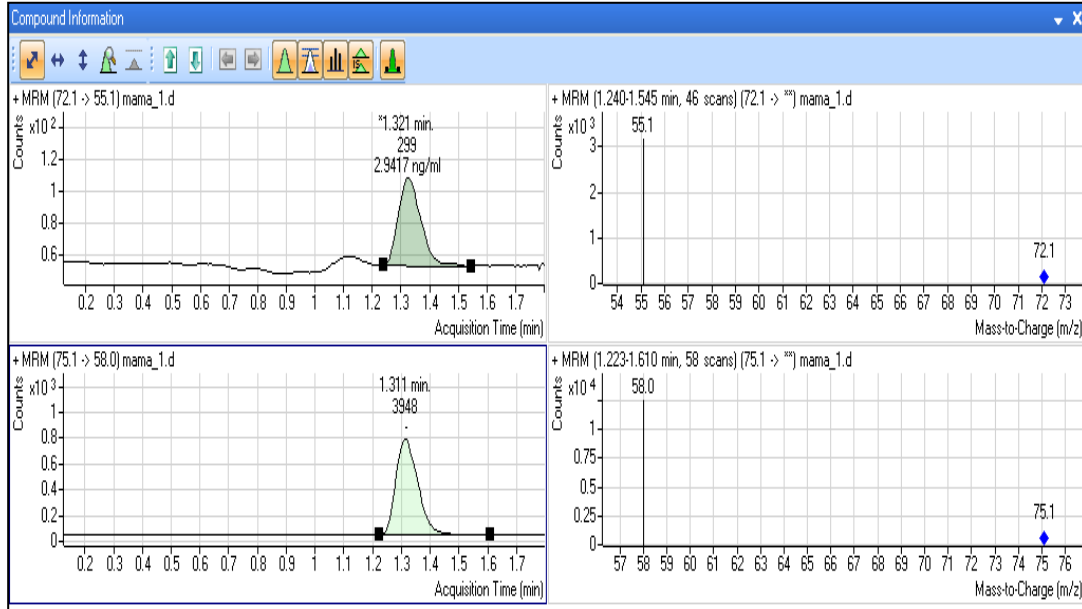 Compound Information
+ MRM (72.1 -> 55.1) mama_1.d
Counts
x10 2
*1.321 min.
299
2.9417 ng/ml
1.2
1
0.8
0.6
0.2 0.3 0.4 0.5 0.6 0.7 0.8 0.9 1 1.1 1.2 1.3 1.4 1.5 1.6 1.7
Acquisition Time (min)
+ MRM (1.240-1.545 min, 46 scans) (72.1 -> **) mama_1.d
Counts
x10 3
55.1
3
2
1
0
72.1
54 55 56 57 58 59 60 61 62 63 64 65 66 67 68 69 70 71 72 73
Mass-to-Charge (m/z)
+ MRM (75.1 -> 58.0) mama_1.d
Counts
x10 3
1.311 min.
3948
1
0.8
0.6
0.4
0.2
0
0.2 0.3 0.4 0.5 0.6 0.7 0.8 0.9 1 1.1 1.2 1.3 1.4 1.5 1.6 1.7
Acquisition Time (min)
+ MRM (1.223-1.610 min, 58 scans) (75.1 -> **) mama_1.d
Counts
x10 4
58.0
1
0.75
0.5
0.25
0
75.1
57 58 59 60 61 62 63 64 65 66 67 68 69 70 71 72 73 74 75 76
Mass-to-Charge (m/z)